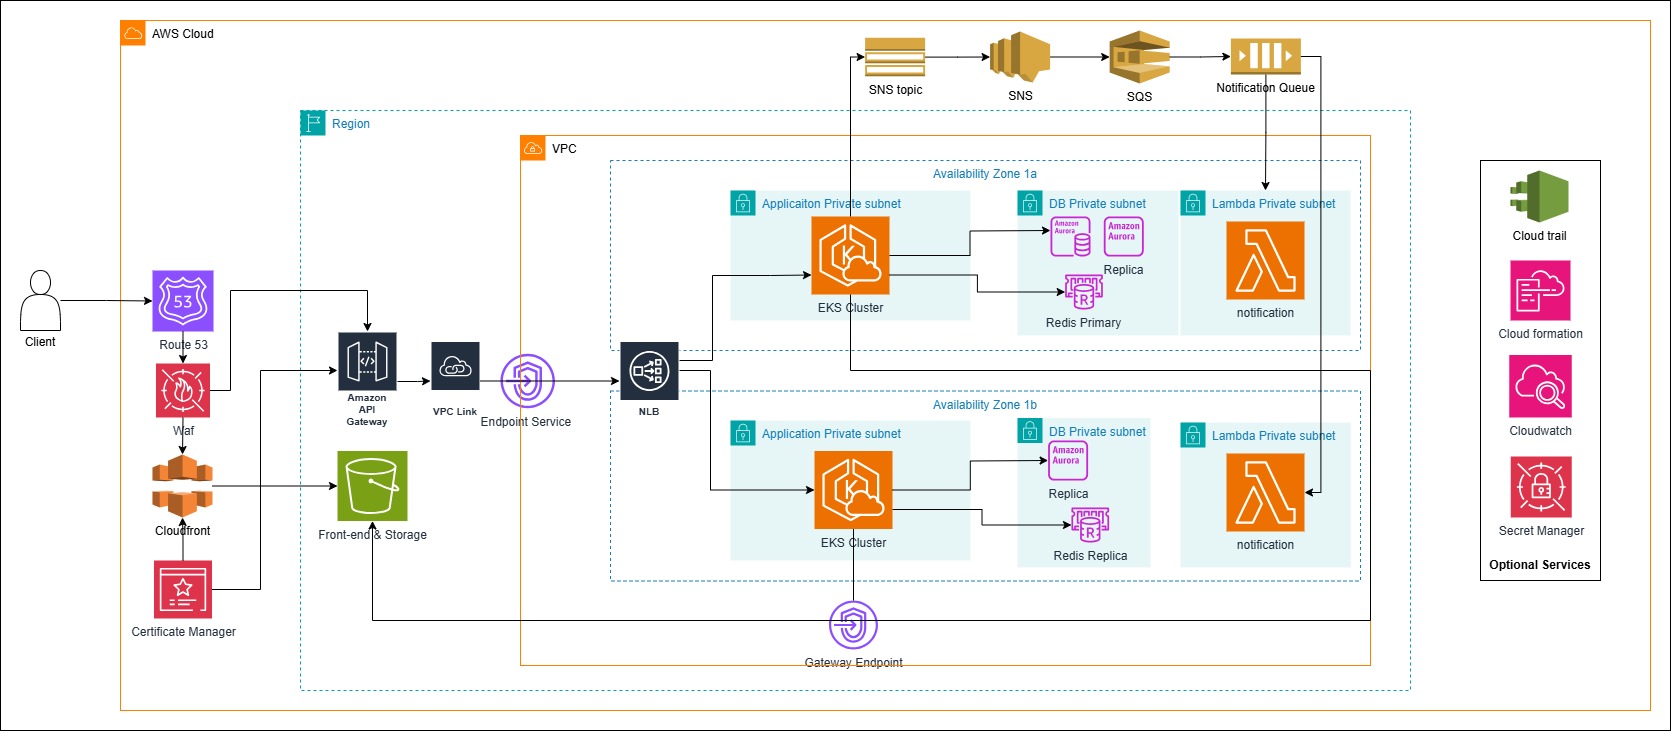 AWS Cloud
SNS topic
SNS
SQS
Notification Queue
Region
VPC
Availability Zone 1a
Applicaiton Private subnet
DB Private subnet
Lambda Private subnet
Amazon
Aurora
Amazon
Aurora
Replica
EKS Cluster
R
Redis Primary
notification
Cloud trail
Cloud formation
Cloudwatch
Secret Manager
Optional Services
Client
53
Route 53
Waf
Cloudfront
Certificate Manager
</>
Amazon
API
Gateway
VPC Link
Endpoint Service
NLB
Front-end & Storage
Availability Zone 1b
Application Private subnet
DB Private subnet
Lambda Private subnet
K
K
Amazon
Aurora
Replica
EKS Cluster
R
Redis Replica
notification
Gateway Endpoint